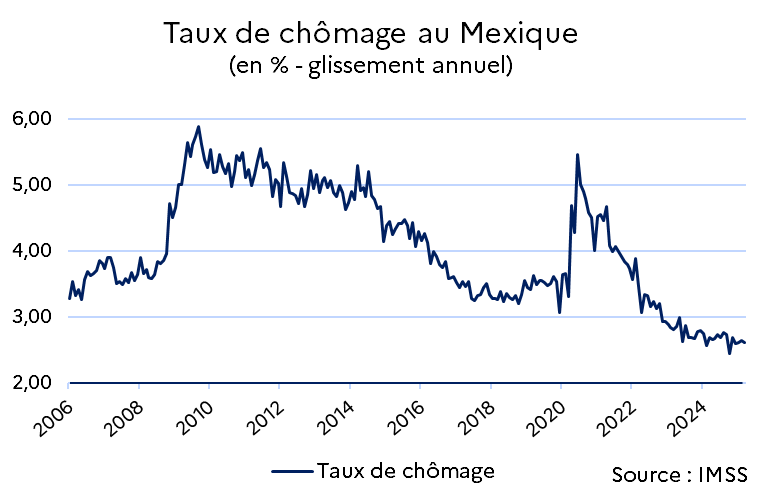 Taux de chômage au Mexique
(en % - glissement annuel)
6,00
5,00
4,00
3,00
2,00
2006 2008 2010 2012 2014 2016 2018 2020 2022 2024
Taux de chômage
Source : IMSS